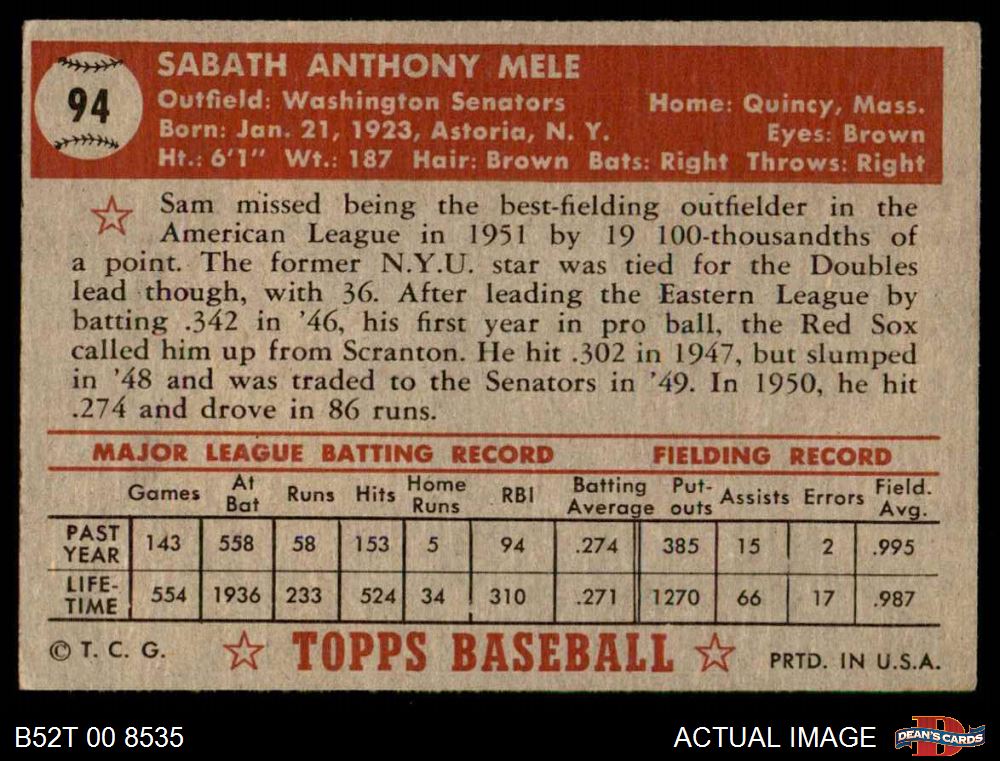 94
SABATH ANTHONY MELE
Outfield: Washington Senators Home: Quincy, Mass.
Born: Jan. 21, 1923, Astoria, N. Y. Eyes: Brown
Ht.: 6'1" Wt.: 187 Hair: Brown Bats: Right Throws: Right
Sam missed being the best-fielding outfielder in the
American League in 1951 by 19 100-thousandths of
a point. The former N.Y.U. star was tied for the Doubles
lead though, with 36. After leading the Eastern League by
batting .342 in '46, his first year in pro ball, the Red Sox
called him up from Scranton. He hit .302 in 1947, but slumped
in '48 and was traded to the Senators in '49. In 1950, he hit
.274 and drove in 86 runs.
MAJOR LEAGUE BATTING RECORD FIELDING RECORD
Games At Bat Runs Hits Home Runs RBI Batting Average Put-outs Assists Errors Field. Avg.
PAST YEAR 143 558 58 153 5 94 .274 385 15 2 .995
LIFE-TIME 554 1936 233 524 34 310 .271 1270 66 17 .987
© T. C. G. TOPPS BASEBALL PRTD. IN U.S.A.
B52T 00 8535 ACTUAL IMAGE DEAN'S CARDS